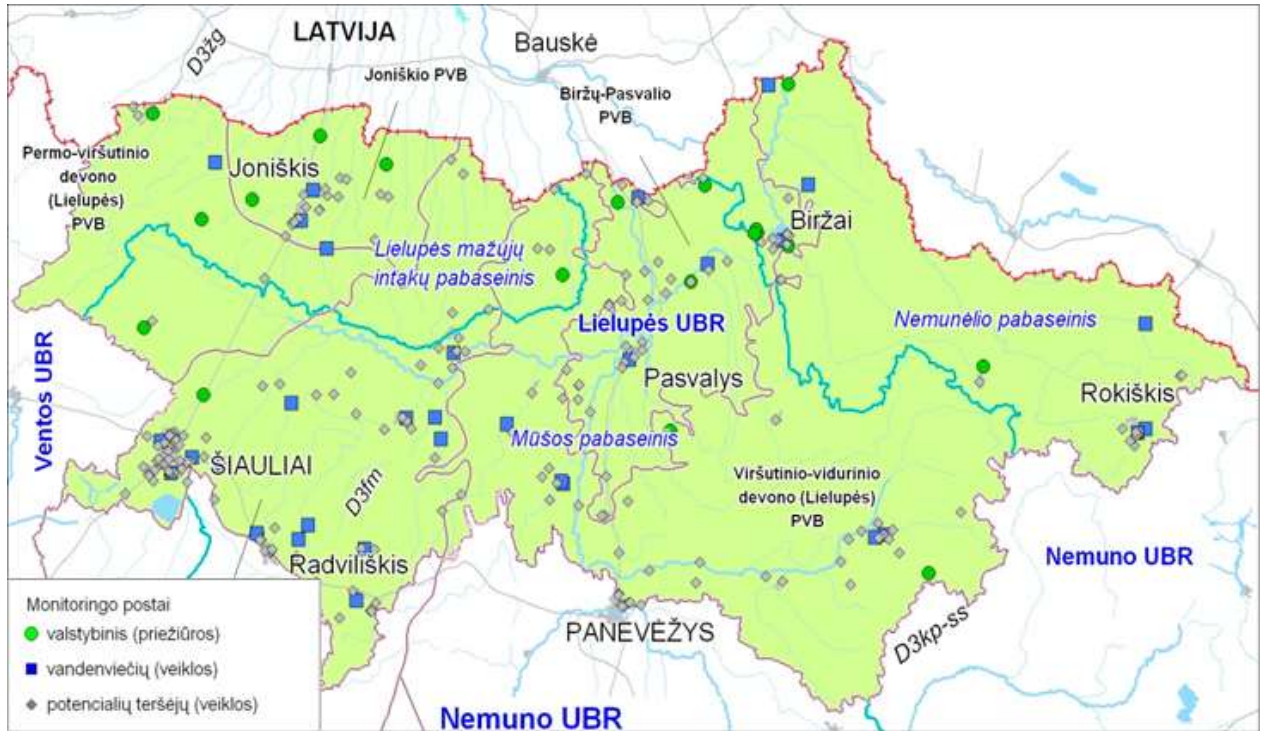 LATVIJA
Bauskė
D3žg
Joniškio PVB
Biržų-Pasvalio
PVB
Permo-viršutinio
devono
(Lielupės)
PVB
Joniškis
Biržai
Lielupės mažųjų
intakų pabaseinis
Lielupės UBR
Nemunėlio pabaseinis
Ventos UBR
Pasvalys
Rokiškis
Mūšos pabaseinis
ŠIAULIAI
D3fm
Viršutinio-vidurinio
devono (Lielupės)
PVB
Nemuno UBR
Radviliškis
PANEVĖŽYS
D3kp-ss
Nemuno UBR
Monitoringo postai
valstybinis (priežiūros)
vandenviečių (veiklos)
potencialių teršėjų (veiklos)